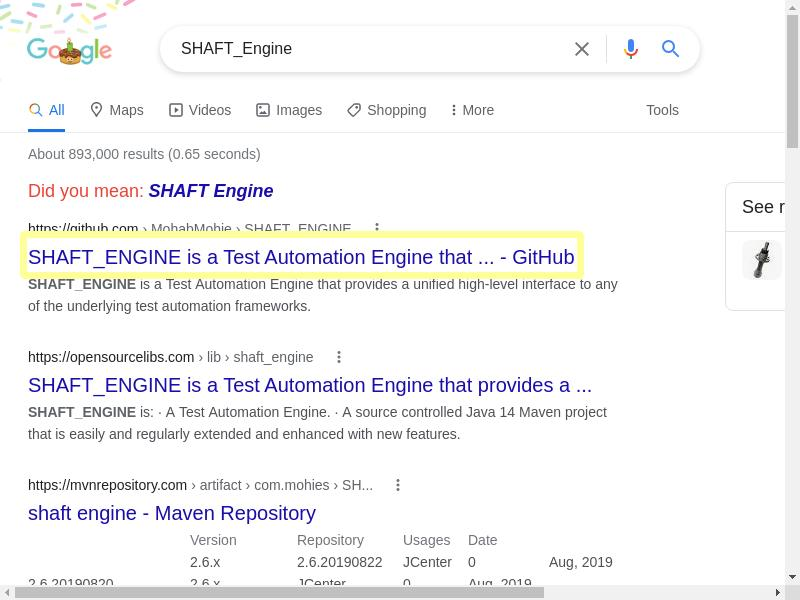 Google
SHAFT_Engine
All Maps Videos Images Shopping More Tools
About 893,000 results (0.65 seconds)
Did you mean: SHAFT Engine
See r
https://github.com › MohabMohie › SHAFT_ENGINE
SHAFT_ENGINE is a Test Automation Engine that ... - GitHub
SHAFT_ENGINE is a Test Automation Engine that provides a unified high-level interface to any
of the underlying test automation frameworks.
https://opensourcelibs.com › lib › shaft_engine
SHAFT_ENGINE is a Test Automation Engine that provides a ...
SHAFT_ENGINE is: · A Test Automation Engine. · A source controlled Java 14 Maven project
that is easily and regularly extended and enhanced with new features.
https://mvnrepository.com › artifact › com.mohies › SH...
shaft engine - Maven Repository
Version Repository Usages Date
2.6.x 2.6.20190822 JCenter 0 Aug, 2019
2.6.20190820 2.6.x JCenter 0 Aug, 2019